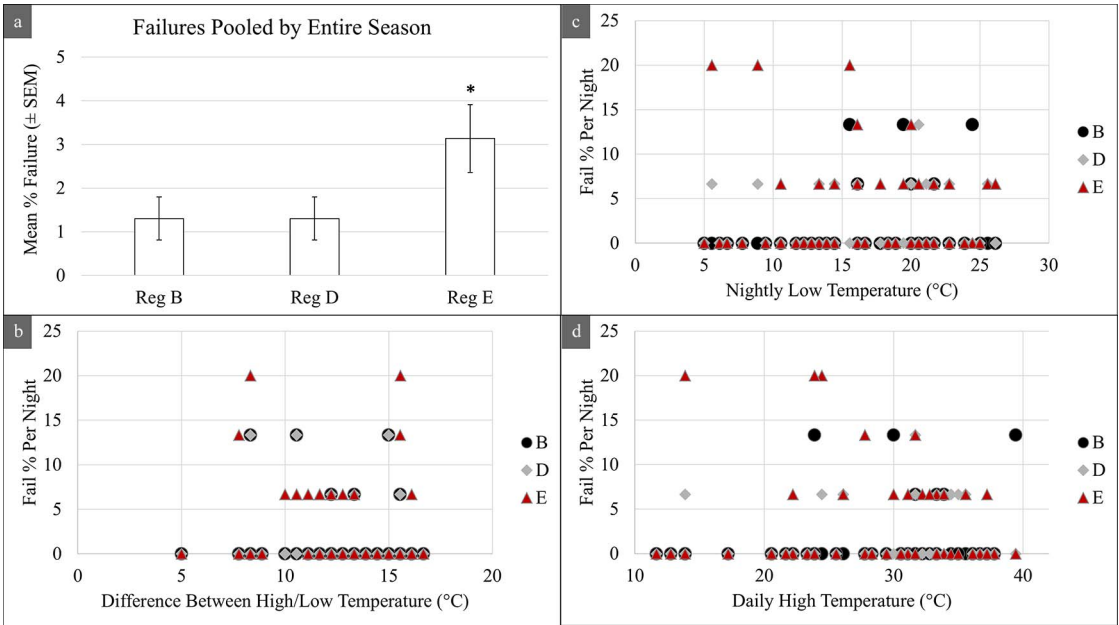 a
Failures Pooled by Entire Season
Mean % Failure (± SEM)
5
4
3
2
1
0
*
Reg B
Reg D
Reg E
c
Fail % Per Night
25
20
15
10
5
0
0
5
10
15
20
25
30
Nightly Low Temperature (°C)
B
D
E
b
Fail % Per Night
25
20
15
10
5
0
0
5
10
15
20
Difference Between High/Low Temperature (°C)
B
D
E
d
Fail % Per Night
25
20
15
10
5
0
10
20
30
40
Daily High Temperature (°C)
B
D
E